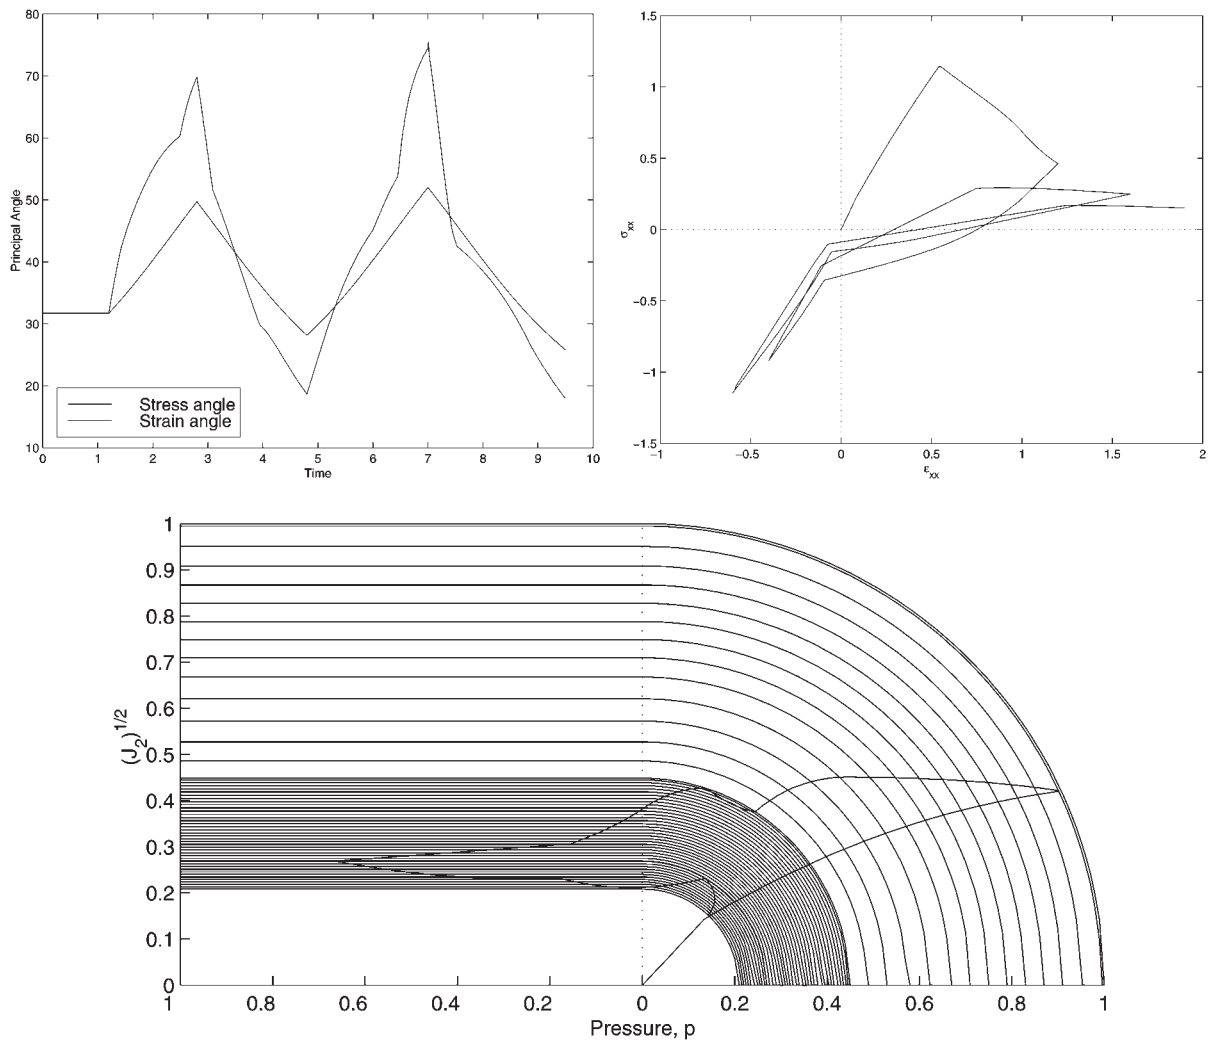 80
70
60
50
40
30
20
10
Principal Angle
Stress angle
Strain angle
0 1 2 3 4 5 6 7 8 9 10
Time
1.5
1
0.5
0
−0.5
−1
−1.5
σxx
−1 −0.5 0 0.5 1 1.5 2
εxx
1
0.9
0.8
0.7
0.6
0.5
0.4
0.3
0.2
0.1
0
(J2)1/2
1 0.8 0.6 0.4 0.2 0 0.2 0.4 0.6 0.8 1
Pressure, p